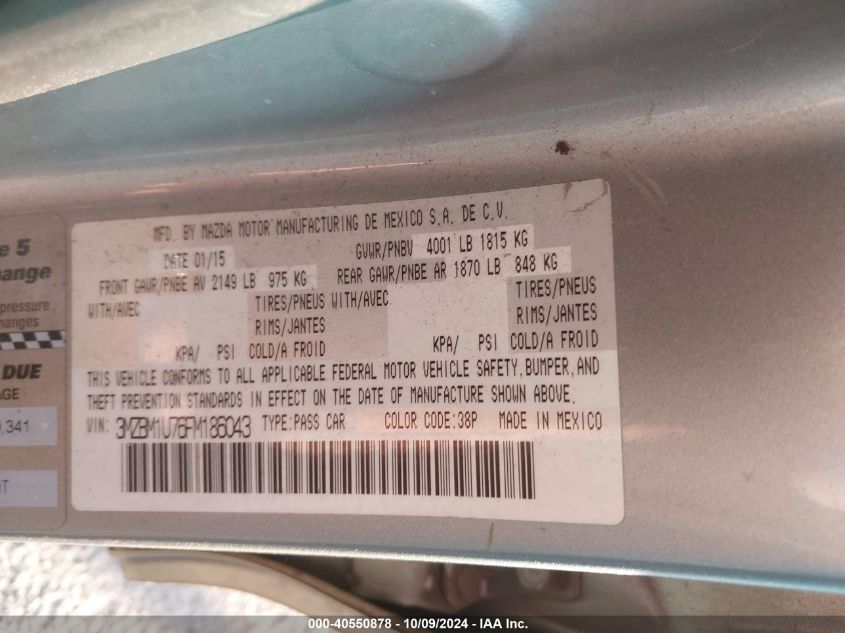 MFD. BY MAZDA MOTOR MANUFACTURING DE MEXICO S.A. DE C.V.
DATE 01/15 GVWR/PNBV 4001 LB 1815 KG
FRONT GAWR/PNBE AV 2149 LB 975 KG REAR GAWR/PNBE AR 1870 LB 848 KG
WITH/AVEC TIRES/PNEUS WITH/AVEC TIRES/PNEUS
RIMS/JANTES RIMS/JANTES
KPA/ PSI COLD/A FROID KPA/ PSI COLD/A FROID
THIS VEHICLE CONFORMS TO ALL APPLICABLE FEDERAL MOTOR VEHICLE SAFETY, BUMPER, AND
THEFT PREVENTION STANDARDS IN EFFECT ON THE DATE OF MANUFACTURE SHOWN ABOVE.
VIN: 3MZBM1U76FM186043 TYPE:PASS CAR COLOR CODE:38P MADE IN MEXICO
5
pressure
DUE
,341
000-40550878 - 10/09/2024 - IAA Inc.